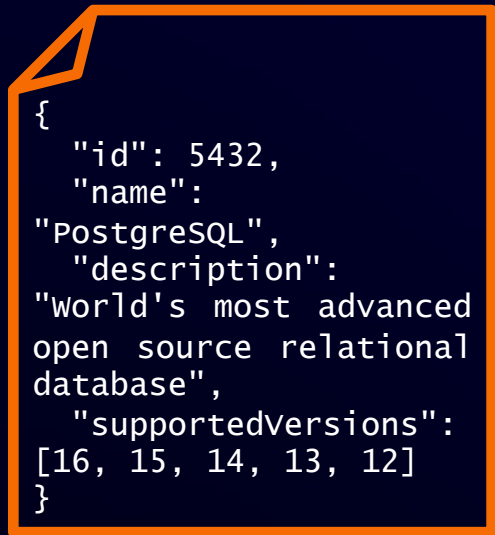 {
  "id": 5432,
  "name":
"PostgreSQL",
  "description":
"World's most advanced
open source relational
database",
  "supportedVersions":
[16, 15, 14, 13, 12]
}